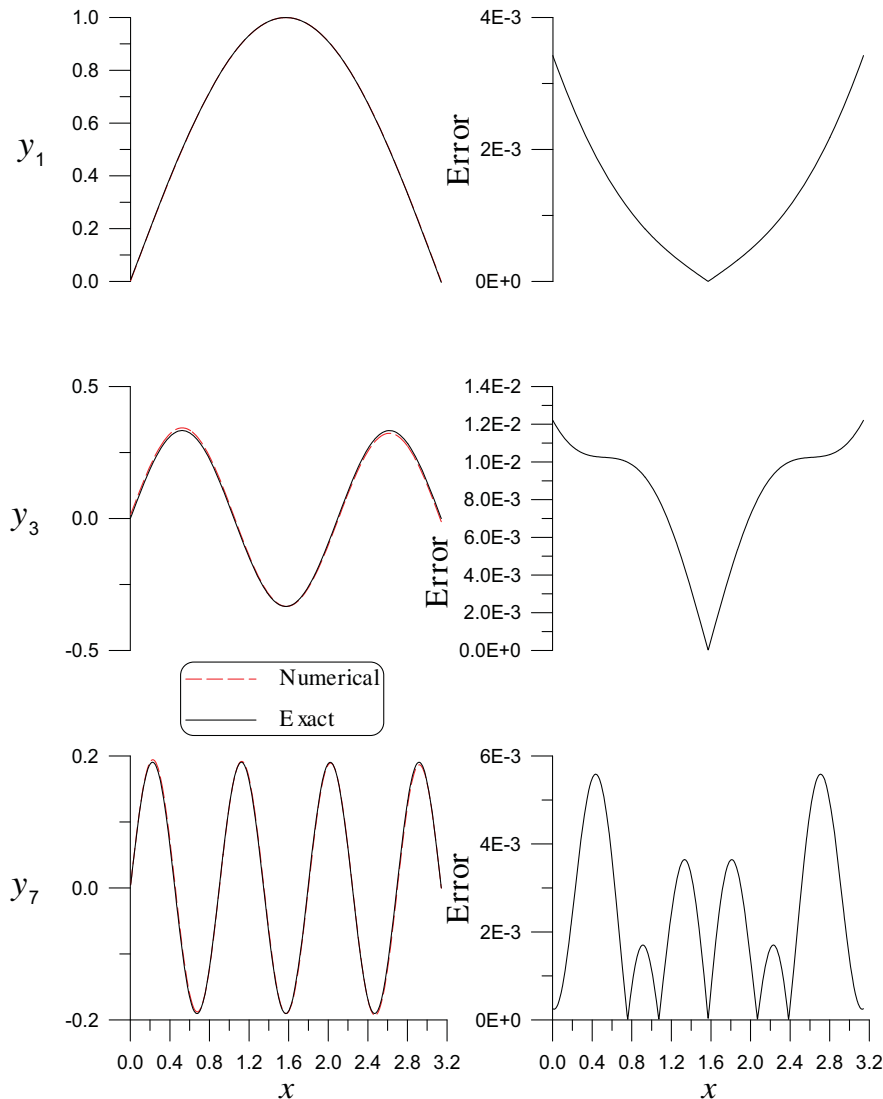 1.0
0.8
0.6
0.4
0.2
0.0
y1
4E-3
2E-3
0E+0
Error
0.5
0.0
-0.5
y3
1.4E-2
1.2E-2
1.0E-2
8.0E-3
6.0E-3
4.0E-3
2.0E-3
0.0E+0
Error
Numerical
Exact
0.2
0.0
-0.2
y7
0.0 0.4 0.8 1.2 1.6 2.0 2.4 2.8 3.2
x
6E-3
4E-3
2E-3
0E+0
Error
0.0 0.4 0.8 1.2 1.6 2.0 2.4 2.8 3.2
x